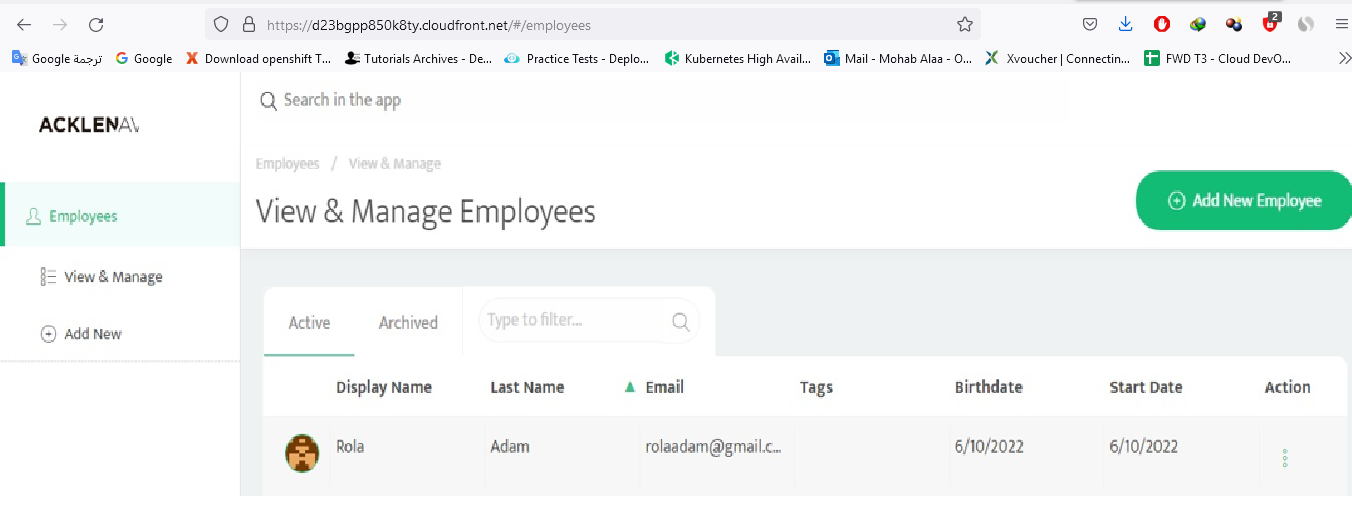 https://d23bgpp850k8ty.cloudfront.net/#/employees
2
Google ترجمة
Google
Download openshift T...
Tutorials Archives - De...
Practice Tests - Deplo...
Kubernetes High Avail...
Mail - Mohab Alaa - O...
Xvoucher | Connectin...
FWD T3 - Cloud DevO...
ACKLENAV
Search in the app
Employees / View & Manage
View & Manage Employees
Add New Employee
Employees
View & Manage
Add New
Active
Archived
Type to filter...
Display Name Last Name Email Tags Birthdate Start Date Action
Rola Adam rolaadam@gmail.c... 6/10/2022 6/10/2022